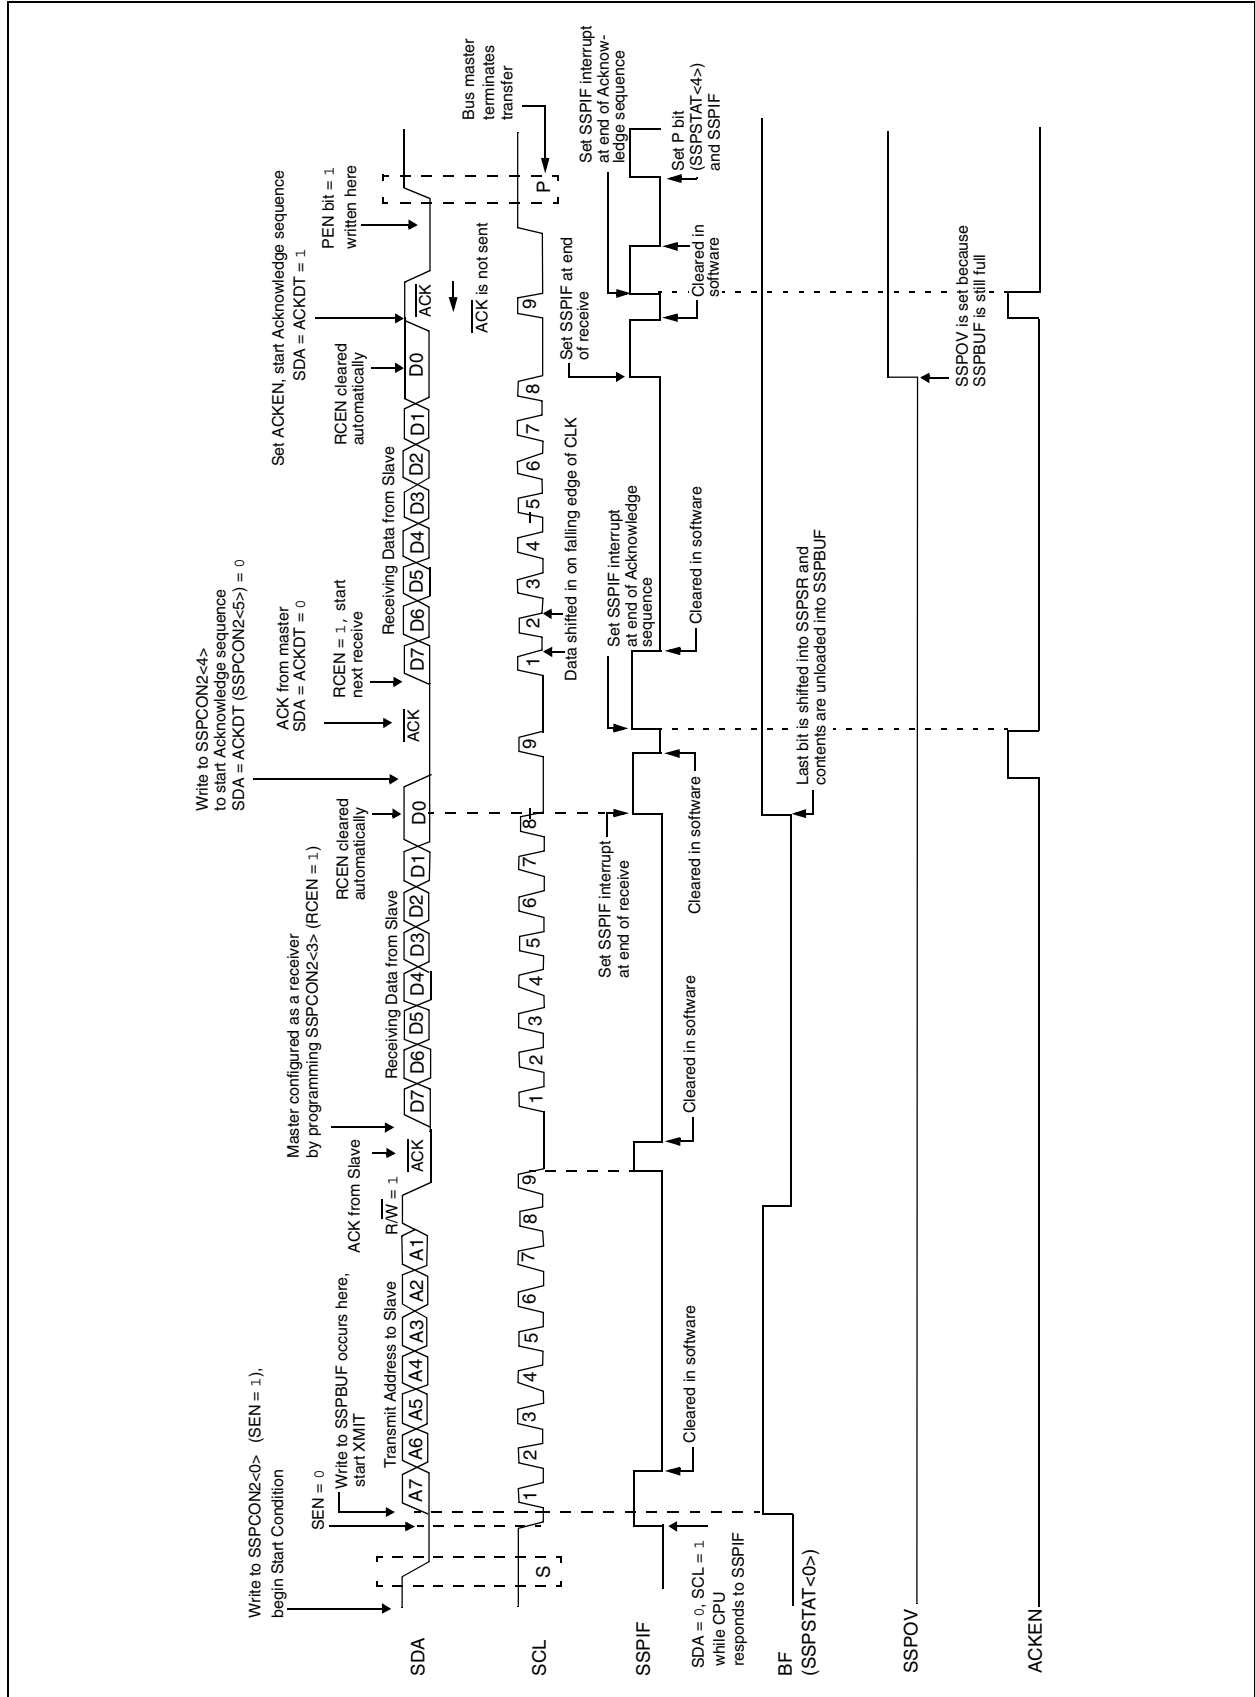 Write to SSPCON2<0> (SEN = 1),
begin Start Condition
SEN = 0
Write to SSPBUF occurs here,
start XMIT
ACK from Slave
Master configured as a receiver
by programming SSPCON2<3> (RCEN = 1)
RCEN cleared
automatically
Write to SSPCON2<4>
to start Acknowledge sequence
SDA = ACKDT (SSPCON2<5>) = 0
ACK from master
SDA = ACKDT = 0
RCEN = 1, start
next receive
RCEN cleared
automatically
Set ACKEN, start Acknowledge sequence
SDA = ACKDT = 1
PEN bit = 1
written here
Transmit Address to Slave
R/W = 1
Receiving Data from Slave
Receiving Data from Slave
SDA
A7 A6 A5 A4 A3 A2 A1
ACK
D7 D6 D5 D4 D3 D2 D1 D0
ACK
D7 D6 D5 D4 D3 D2 D1 D0
ACK
ACK is not sent
Bus master
terminates
transfer
SCL
S
1 2 3 4 5 6 7 8 9
1 2 3 4 5 6 7 8 9
1 2 3 4 5 6 7 8 9
P
Data shifted in on falling edge of CLK
Set SSPIF interrupt
at end of receive
Set SSPIF interrupt
at end of Acknowledge
sequence
Set SSPIF at end
of receive
Set SSPIF interrupt
at end of Acknow-
ledge sequence
SSPIF
SDA = 0, SCL = 1
while CPU
responds to SSPIF
Cleared in software
Cleared in software
Cleared in software
Cleared in software
Cleared in
software
Set P bit
(SSPSTAT<4>)
and SSPIF
BF
(SSPSTAT<0>)
Last bit is shifted into SSPSR and
contents are unloaded into SSPBUF
SSPOV
SSPOV is set because
SSPBUF is still full
ACKEN